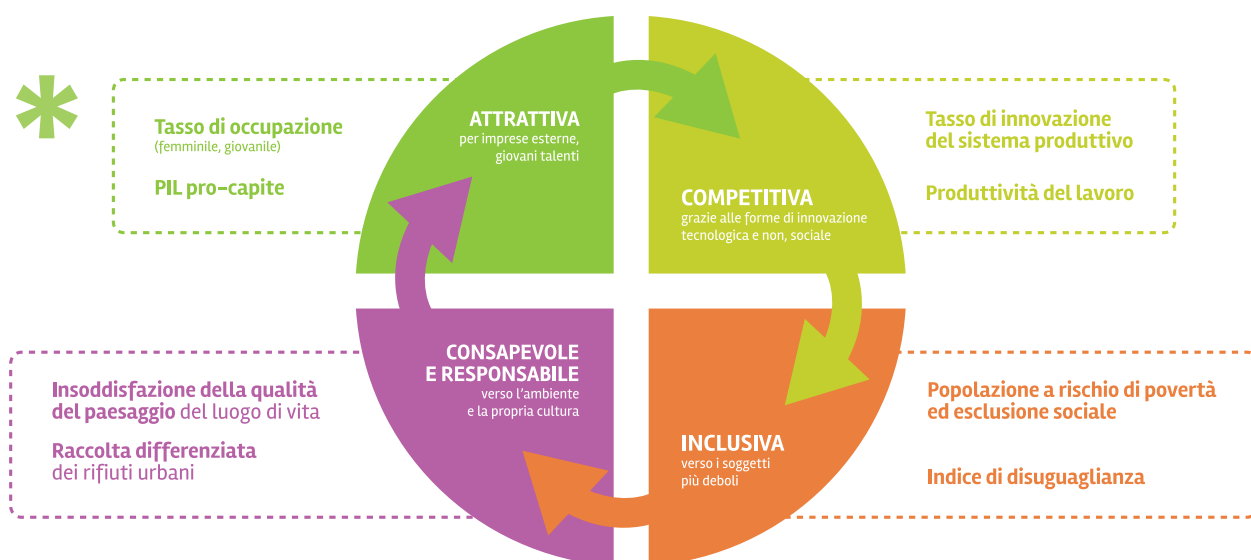 Tasso di occupazione
(femminile, giovanile)
PIL pro-capite
ATTRATTIVA
per imprese esterne,
giovani talenti
COMPETITIVA
grazie alle forme di innovazione
tecnologica e non, sociale
Tasso di innovazione
del sistema produttivo
Produttività del lavoro
Insoddisfazione della qualità
del paesaggio del luogo di vita
Raccolta differenziata
dei rifiuti urbani
CONSAPEVOLE
E RESPONSABILE
verso l'ambiente
e la propria cultura
INCLUSIVA
verso i soggetti
più deboli
Popolazione a rischio di povertà
ed esclusione sociale
Indice di disuguaglianza